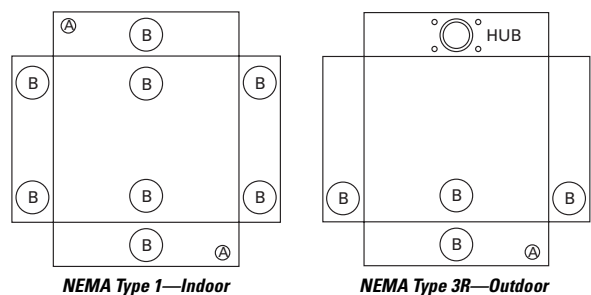 A
B
HUB
B B B
B B B B B
B
B
A A
NEMA Type 1—Indoor
NEMA Type 3R—Outdoor